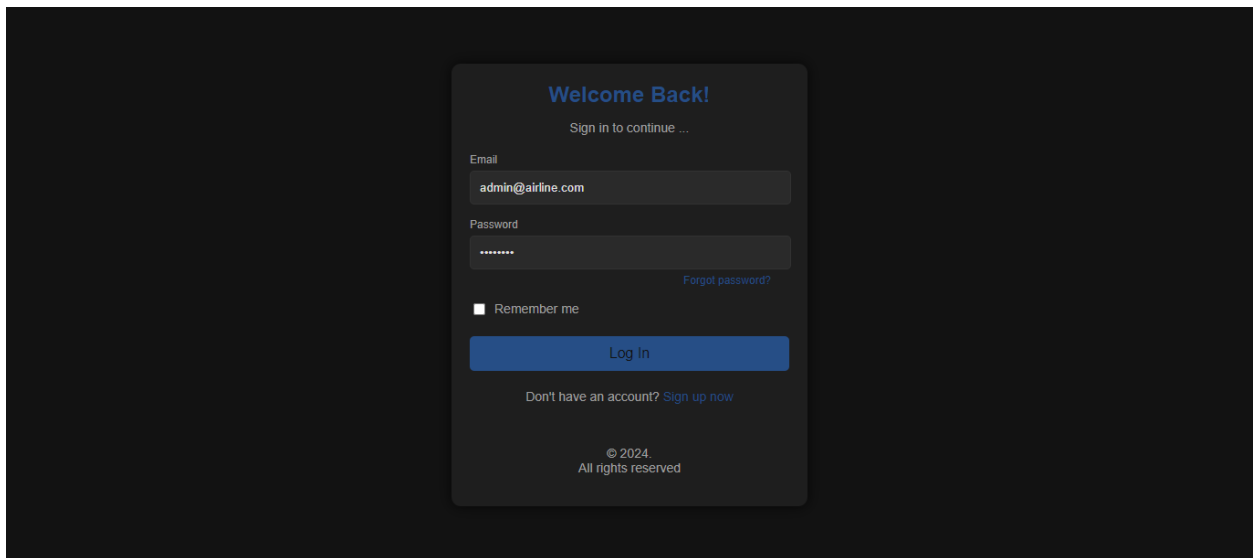 Welcome Back!
Sign in to continue ...
Email
admin@airline.com
Password
••••••••
Forgot password?
Remember me
Log In
Don't have an account? Sign up now
© 2024.
All rights reserved